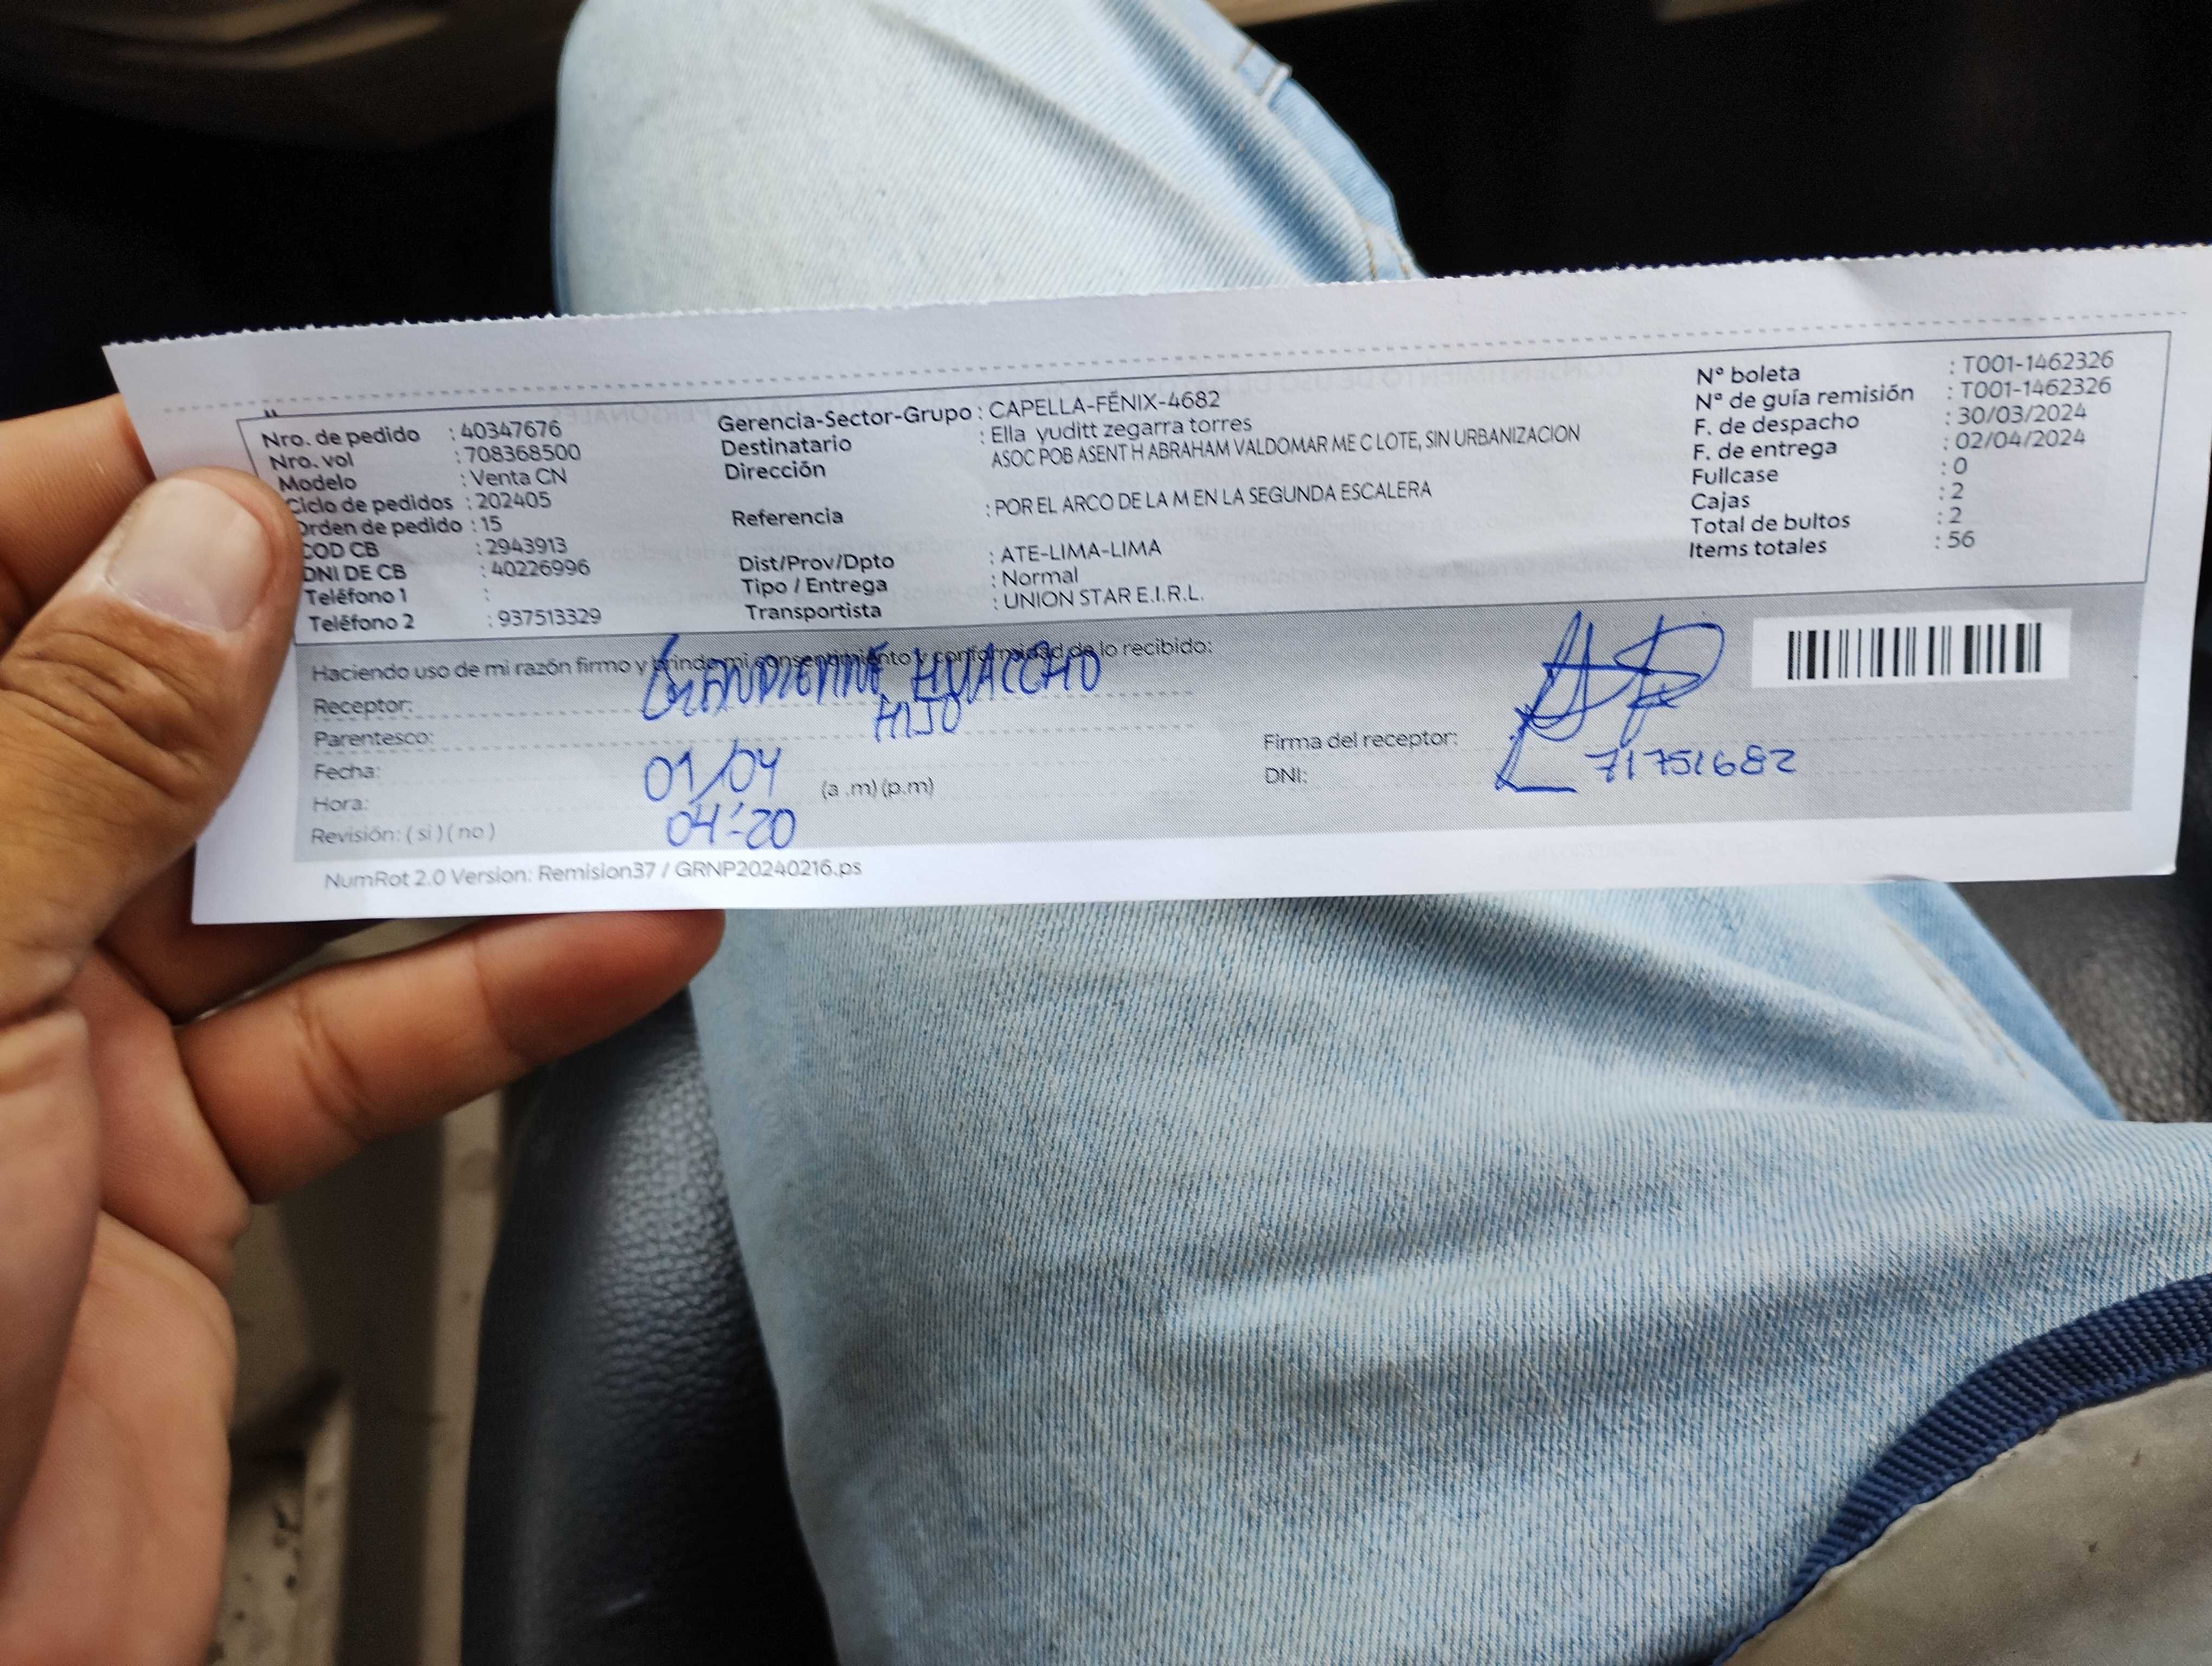 Nro. de pedido : 40347676
Nro. vol : 708368500
Modelo : Venta CN
Ciclo de pedidos : 202405
Orden de pedido : 15
COD CB : 2943913
DNI DE CB : 40226996
Teléfono 1 :
Teléfono 2 : 937513329
Gerencia-Sector-Grupo : CAPELLA-FÉNIX-4682
Destinatario : Ella yuditt zegarra torres
Dirección ASOC POB ASENT H ABRAHAM VALDOMAR ME C LOTE, SIN URBANIZACION
Referencia : POR EL ARCO DE LA M EN LA SEGUNDA ESCALERA
Dist/Prov/Dpto : ATE-LIMA-LIMA
Tipo / Entrega : Normal
Transportista : UNION STAR E.I.R.L.
Nº boleta : T001-1462326
Nº de guía remisión : T001-1462326
F. de despacho : 30/03/2024
F. de entrega : 02/04/2024
Fullcase : 0
Cajas : 2
Total de bultos : 2
Items totales : 56
Haciendo uso de mi razón firmo y brindo mi consentimiento y conformidad de lo recibido:
Receptor: HUACCHO
Parentesco: HIJO
Fecha: 01/04
Hora: 04:20 (a .m) (p.m)
Revisión: ( si ) ( no )
Firma del receptor:
DNI: 71751682
NumRot 2.0 Version: Remision37 / GRNP20240216.ps